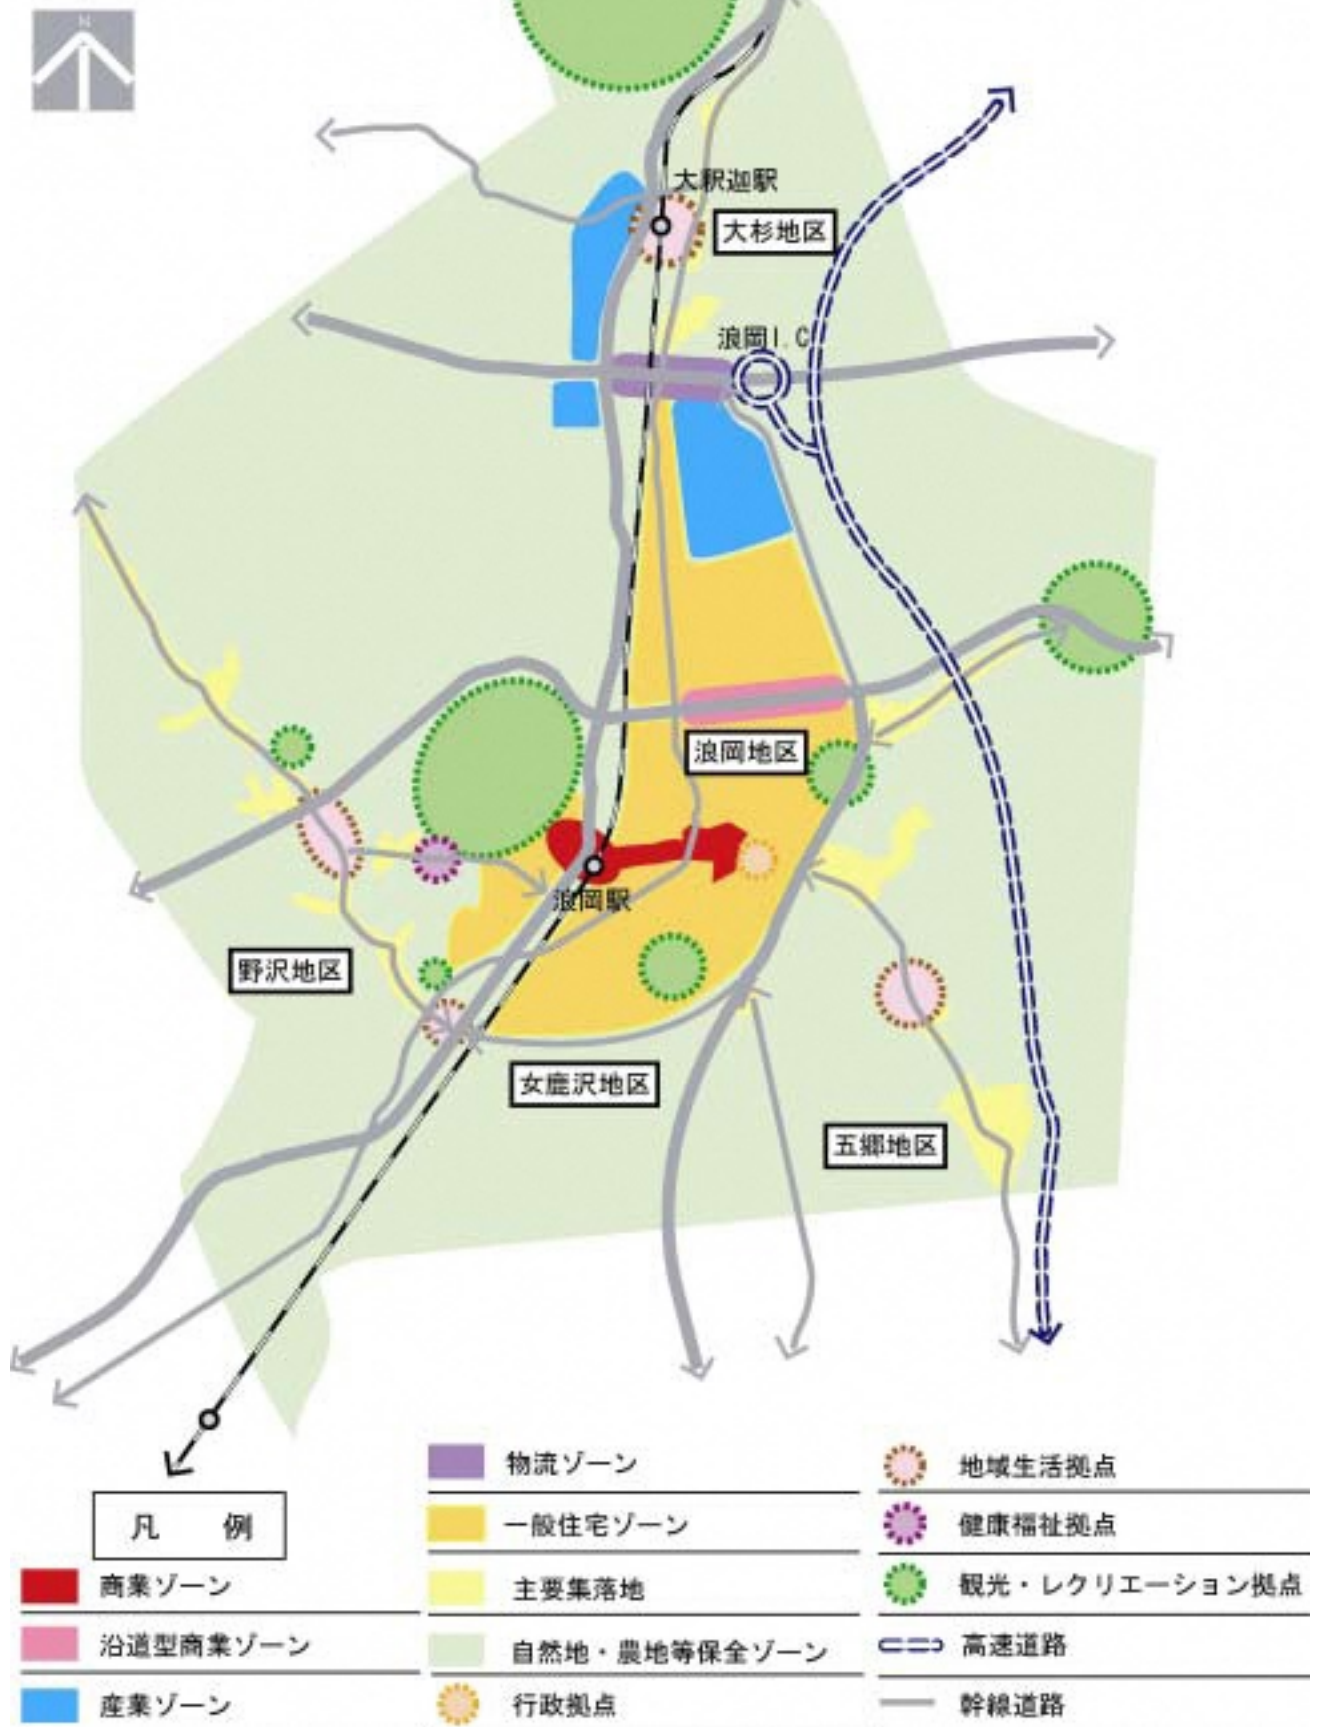 N
大釈迦駅
大杉地区
浪岡I.C
浪岡地区
浪岡駅
野沢地区
女鹿沢地区
五郷地区
凡 例
商業ゾーン
沿道型商業ゾーン
産業ゾーン
物流ゾーン
一般住宅ゾーン
主要集落地
自然地・農地等保全ゾーン
行政拠点
地域生活拠点
健康福祉拠点
観光・レクリエーション拠点
高速道路
幹線道路